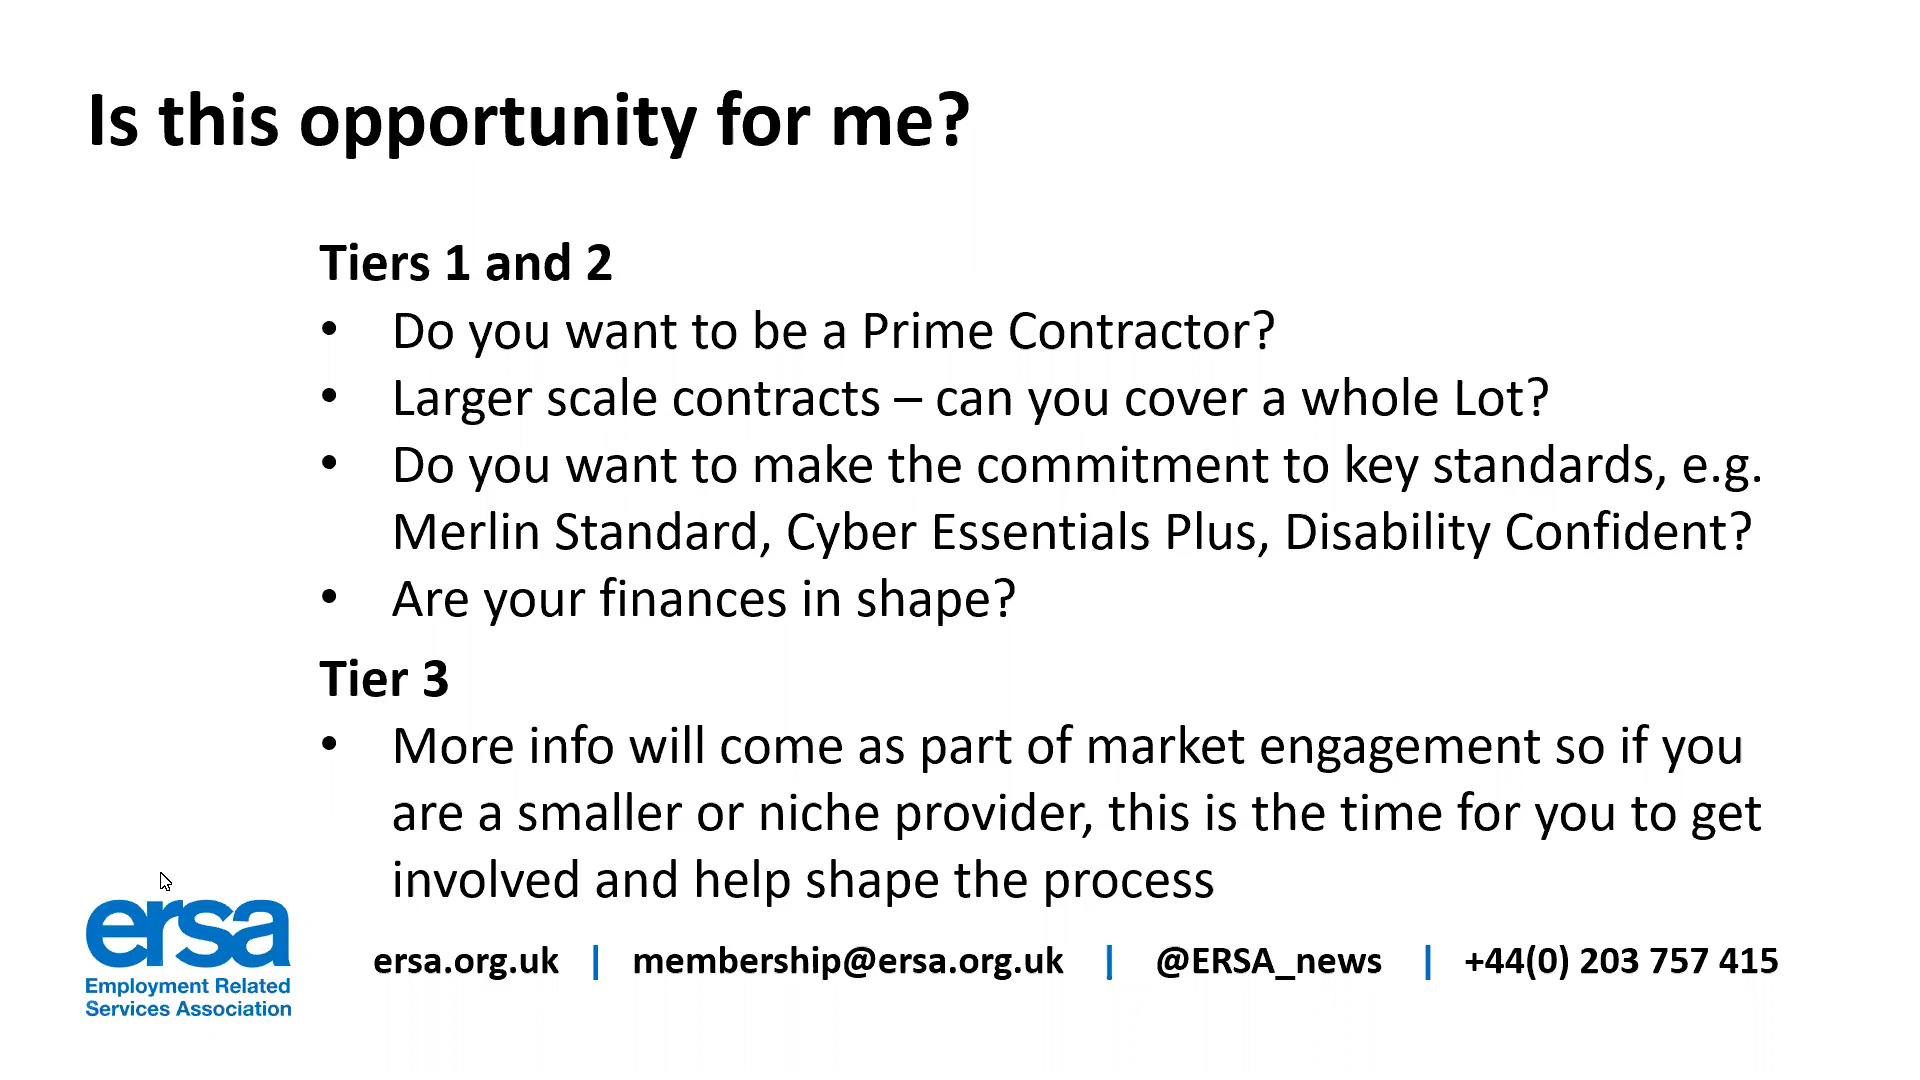 Is this opportunity for me?
Tiers 1 and 2
• Do you want to be a Prime Contractor?
• Larger scale contracts – can you cover a whole Lot?
• Do you want to make the commitment to key standards, e.g.
Merlin Standard, Cyber Essentials Plus, Disability Confident?
• Are your finances in shape?
Tier 3
• More info will come as part of market engagement so if you
are a smaller or niche provider, this is the time for you to get
involved and help shape the process
ersa
Employment Related
Services Association
ersa.org.uk | membership@ersa.org.uk | @ERSA_news | +44(0) 203 757 415